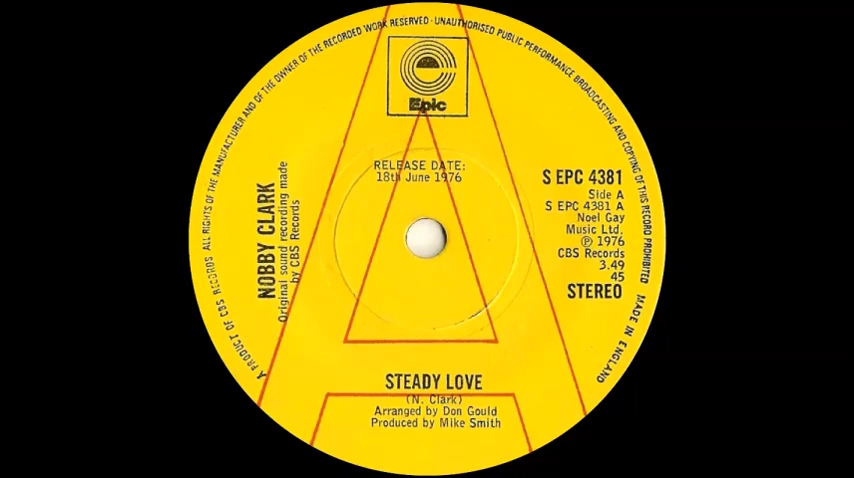 A PRODUCT OF CBS RECORDS ALL RIGHTS OF THE MANUFACTURER AND OF THE OWNER OF THE RECORDED WORK RESERVED · UNAUTHORISED PUBLIC PERFORMANCE BROADCASTING AND COPYING OF THIS RECORD PROHIBITED MADE IN ENGLAND
e
Epic
A
RELEASE DATE:
18th June 1976
NOBBY CLARK
Original sound recording made
by CBS Records
S EPC 4381
Side A
S EPC 4381 A
Noel Gay
Music Ltd.
℗ 1976
CBS Records
3.49
45
STEREO
STEADY LOVE
(N. Clark)
Arranged by Don Gould
Produced by Mike Smith